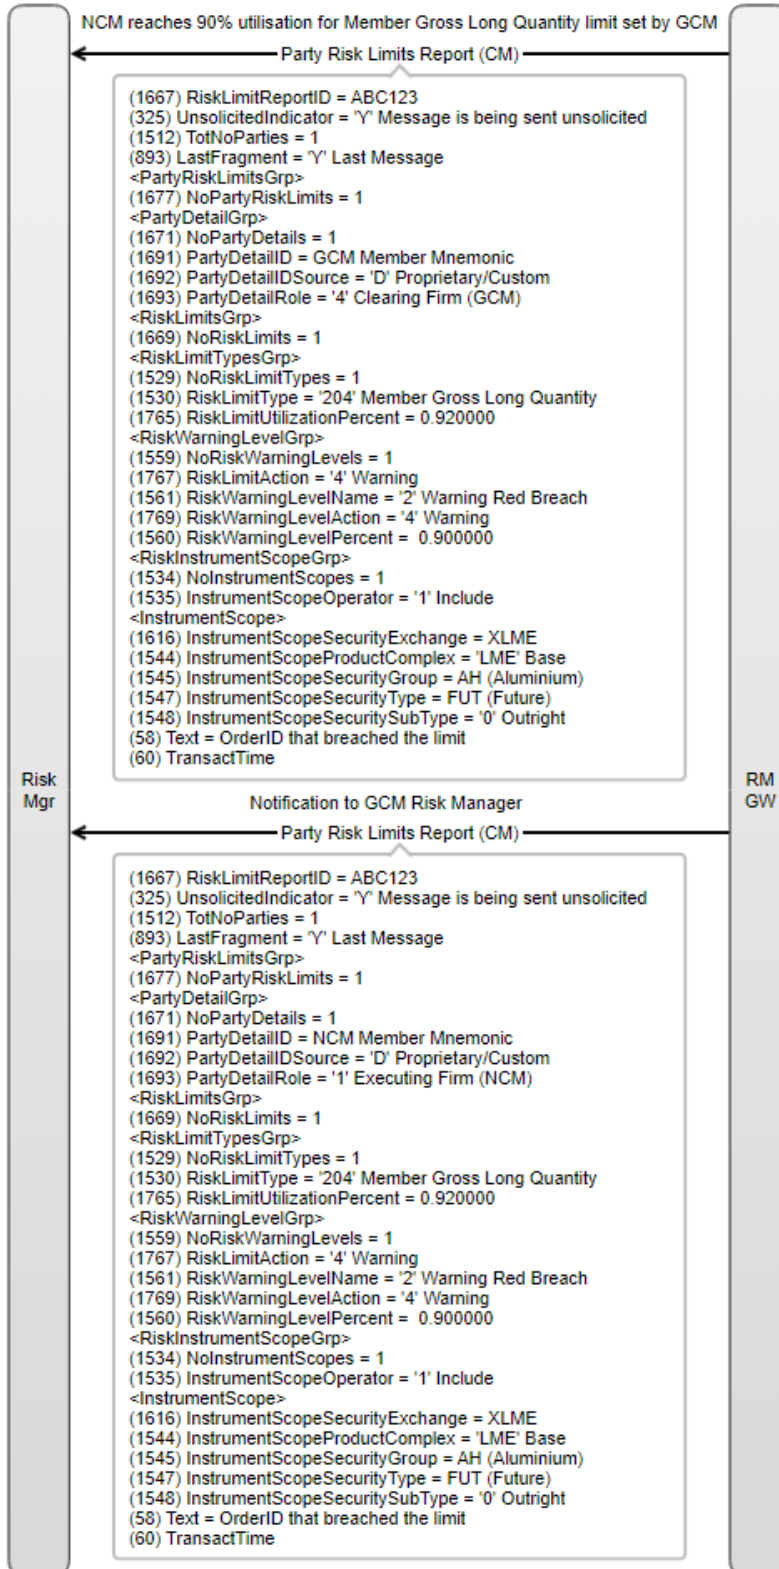 NCM reaches 90% utilisation for Member Gross Long Quantity limit set by GCM
Party Risk Limits Report (CM)
(1667) RiskLimitReportID = ABC123
(325) UnsolicitedIndicator = 'Y' Message is being sent unsolicited
(1512) TotNoParties = 1
(893) LastFragment = 'Y' Last Message
<PartyRiskLimitsGrp>
(1677) NoPartyRiskLimits = 1
<PartyDetailGrp>
(1671) NoPartyDetails = 1
(1691) PartyDetailID = GCM Member Mnemonic
(1692) PartyDetailIDSource = 'D' Proprietary/Custom
(1693) PartyDetailRole = '4' Clearing Firm (GCM)
<RiskLimitsGrp>
(1669) NoRiskLimits = 1
<RiskLimitTypesGrp>
(1529) NoRiskLimitTypes = 1
(1530) RiskLimitType = '204' Member Gross Long Quantity
(1765) RiskLimitUtilizationPercent = 0.920000
<RiskWarningLevelGrp>
(1559) NoRiskWarningLevels = 1
(1767) RiskLimitAction = '4' Warning
(1561) RiskWarningLevelName = '2' Warning Red Breach
(1769) RiskWarningLevelAction = '4' Warning
(1560) RiskWarningLevelPercent =  0.900000
<RiskInstrumentScopeGrp>
(1534) NoInstrumentScopes = 1
(1535) InstrumentScopeOperator = '1' Include
<InstrumentScope>
(1616) InstrumentScopeSecurityExchange = XLME
(1544) InstrumentScopeProductComplex = 'LME' Base
(1545) InstrumentScopeSecurityGroup = AH (Aluminium)
(1547) InstrumentScopeSecurityType = FUT (Future)
(1548) InstrumentScopeSecuritySubType = '0' Outright
(58) Text = OrderID that breached the limit
(60) TransactTime
Risk
Mgr
RM
GW
Notification to GCM Risk Manager
Party Risk Limits Report (CM)
(1667) RiskLimitReportID = ABC123
(325) UnsolicitedIndicator = 'Y' Message is being sent unsolicited
(1512) TotNoParties = 1
(893) LastFragment = 'Y' Last Message
<PartyRiskLimitsGrp>
(1677) NoPartyRiskLimits = 1
<PartyDetailGrp>
(1671) NoPartyDetails = 1
(1691) PartyDetailID = NCM Member Mnemonic
(1692) PartyDetailIDSource = 'D' Proprietary/Custom
(1693) PartyDetailRole = '1' Executing Firm (NCM)
<RiskLimitsGrp>
(1669) NoRiskLimits = 1
<RiskLimitTypesGrp>
(1529) NoRiskLimitTypes = 1
(1530) RiskLimitType = '204' Member Gross Long Quantity
(1765) RiskLimitUtilizationPercent = 0.920000
<RiskWarningLevelGrp>
(1559) NoRiskWarningLevels = 1
(1767) RiskLimitAction = '4' Warning
(1561) RiskWarningLevelName = '2' Warning Red Breach
(1769) RiskWarningLevelAction = '4' Warning
(1560) RiskWarningLevelPercent =  0.900000
<RiskInstrumentScopeGrp>
(1534) NoInstrumentScopes = 1
(1535) InstrumentScopeOperator = '1' Include
<InstrumentScope>
(1616) InstrumentScopeSecurityExchange = XLME
(1544) InstrumentScopeProductComplex = 'LME' Base
(1545) InstrumentScopeSecurityGroup = AH (Aluminium)
(1547) InstrumentScopeSecurityType = FUT (Future)
(1548) InstrumentScopeSecuritySubType = '0' Outright
(58) Text = OrderID that breached the limit
(60) TransactTime